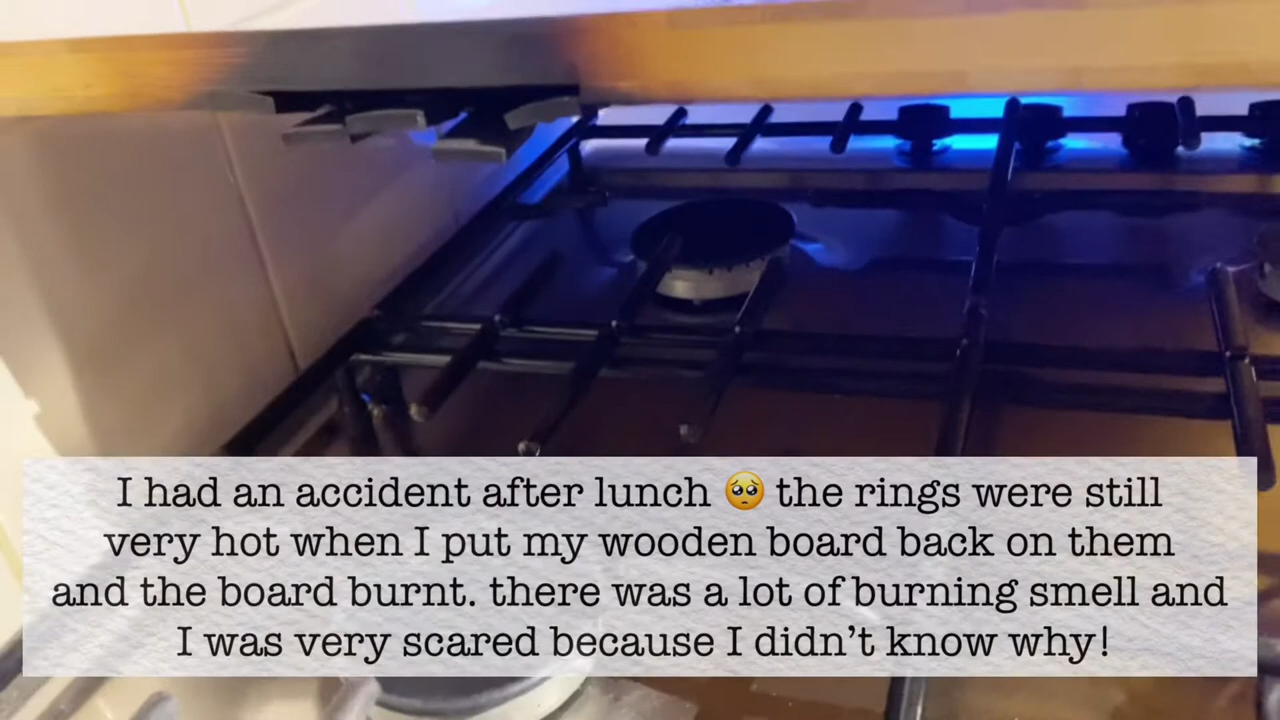 I had an accident after lunch 🥺 the rings were still
very hot when I put my wooden board back on them
and the board burnt. there was a lot of burning smell and
I was very scared because I didn’t know why!